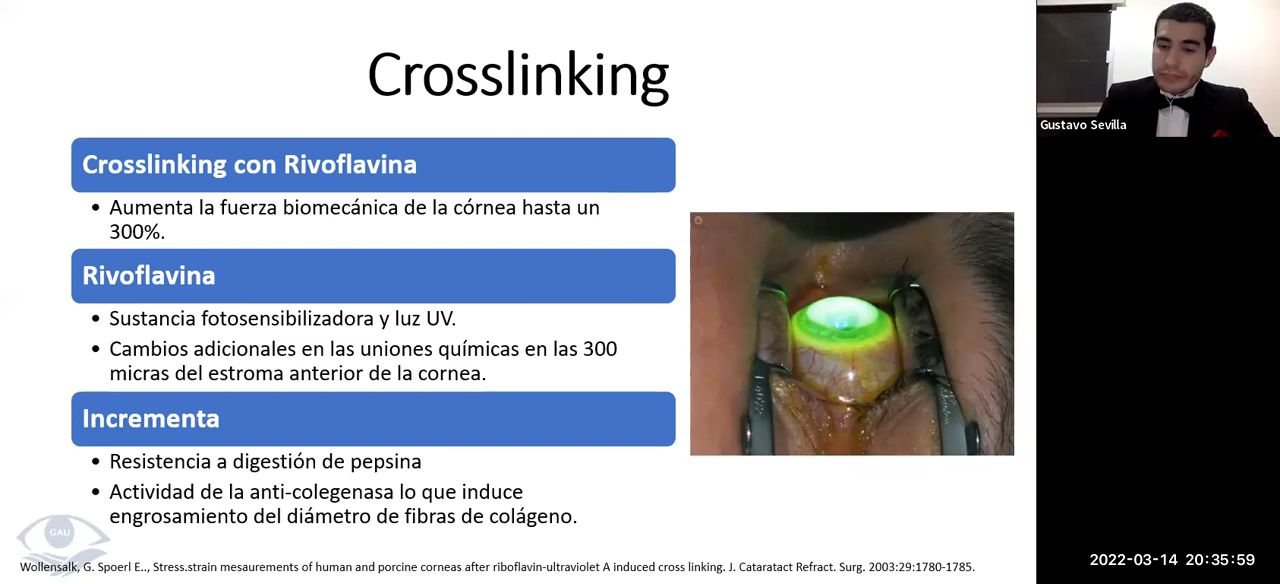 Crosslinking
Crosslinking con Rivoflavina
• Aumenta la fuerza biomecánica de la córnea hasta un
300%.
Rivoflavina
• Sustancia fotosensibilizadora y luz UV.
• Cambios adicionales en las uniones químicas en las 300
micras del estroma anterior de la cornea.
Incrementa
• Resistencia a digestión de pepsina
• Actividad de la anti-colegenasa lo que induce
engrosamiento del diámetro de fibras de colágeno.
GAU
Wollensalk, G. Spoerl E.., Stress.strain mesaurements of human and porcine corneas after riboflavin-ultraviolet A induced cross linking. J. Cataratact Refract. Surg. 2003:29:1780-1785.
Gustavo Sevilla
2022-03-14 20:35:59